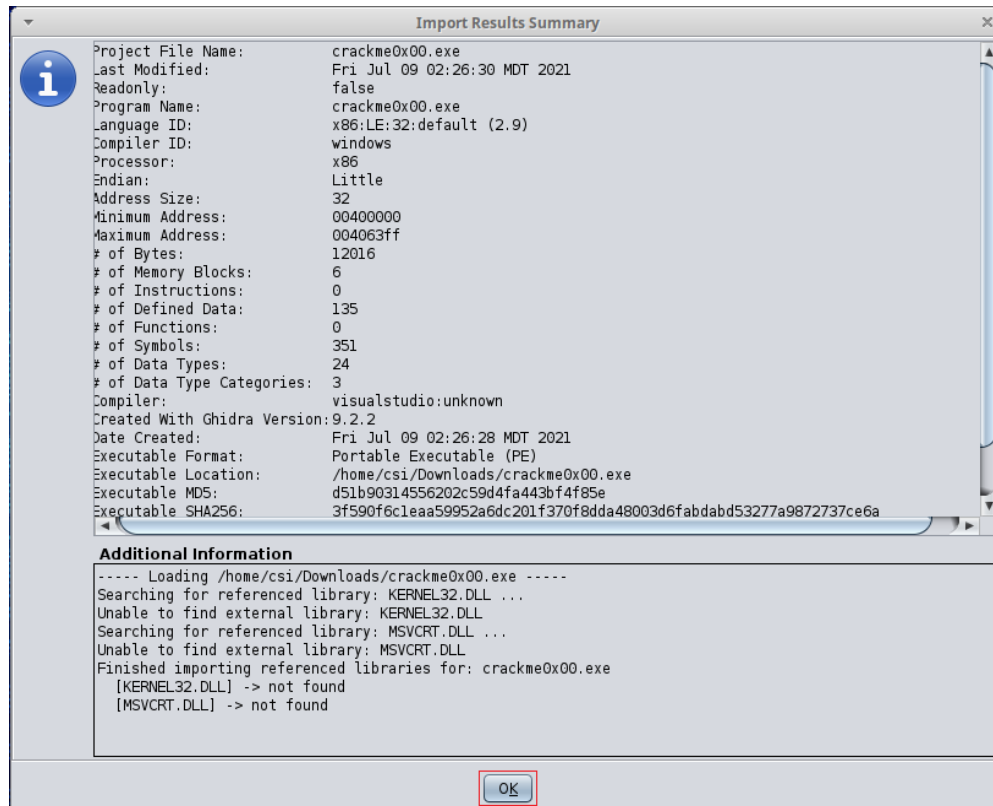 Import Results Summary
Project File Name: crackme0x00.exe
Last Modified: Fri Jul 09 02:26:30 MDT 2021
Readonly: false
Program Name: crackme0x00.exe
Language ID: x86:LE:32:default (2.9)
Compiler ID: windows
Processor: x86
Endian: Little
Address Size: 32
Minimum Address: 00400000
Maximum Address: 004063ff
# of Bytes: 12016
# of Memory Blocks: 6
# of Instructions: 0
# of Defined Data: 135
# of Functions: 0
# of Symbols: 351
# of Data Types: 24
# of Data Type Categories: 3
Compiler: visualstudio:unknown
Created With Ghidra Version: 9.2.2
Date Created: Fri Jul 09 02:26:28 MDT 2021
Executable Format: Portable Executable (PE)
Executable Location: /home/csi/Downloads/crackme0x00.exe
Executable MD5: d51b90314556202c59d4fa443bf4f85e
Executable SHA256: 3f590f6c1eaa59952a6dc201f370f8dda48003d6fabdabd53277a9872737ce6a
Additional Information
----- Loading /home/csi/Downloads/crackme0x00.exe -----
Searching for referenced library: KERNEL32.DLL ...
Unable to find external library: KERNEL32.DLL
Searching for referenced library: MSVCRT.DLL ...
Unable to find external library: MSVCRT.DLL
Finished importing referenced libraries for: crackme0x00.exe
[KERNEL32.DLL] -> not found
[MSVCRT.DLL] -> not found
OK